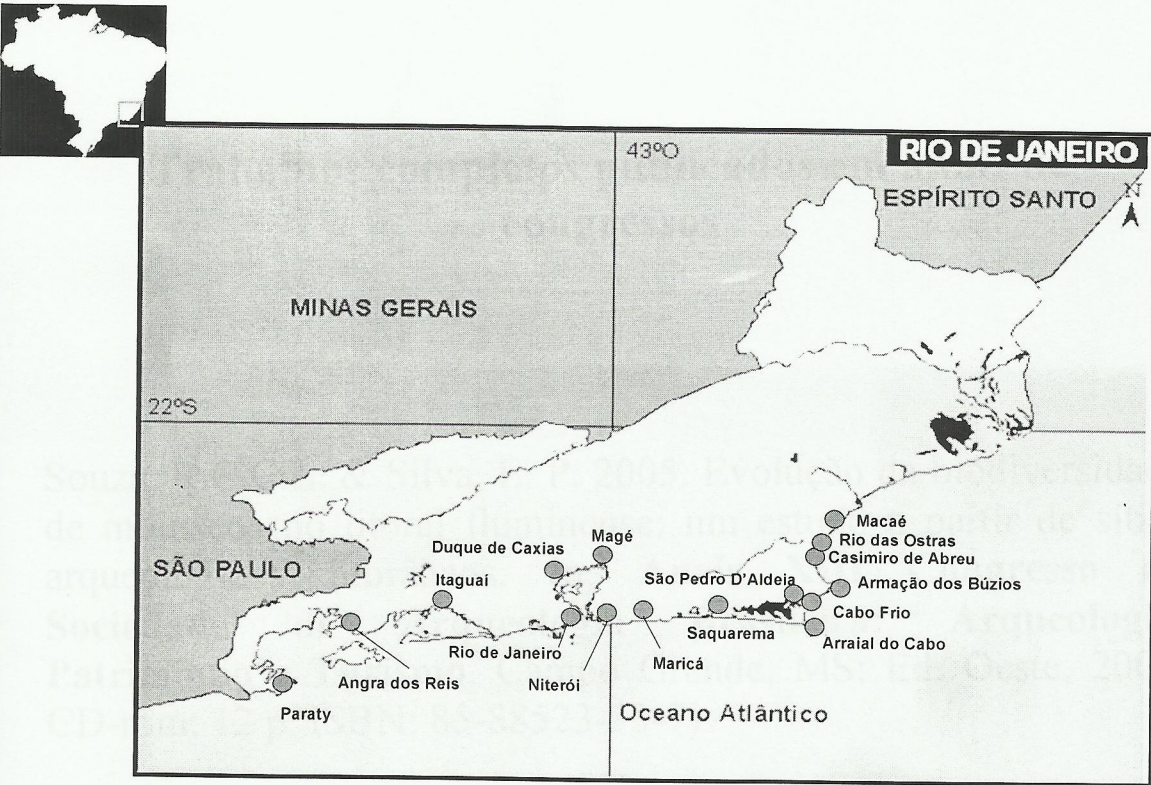 43ºO
RIO DE JANEIRO
ESPÍRITO SANTO
N
MINAS GERAIS
22ºS
SÃO PAULO
Macaé
Rio das Ostras
Casimiro de Abreu
Magé
Duque de Caxias
Itaguaí
São Pedro D'Aldeia
Armação dos Búzios
Cabo Frio
Saquarema
Arraial do Cabo
Rio de Janeiro
Maricá
Niterói
Angra dos Reis
Paraty
Oceano Atlântico